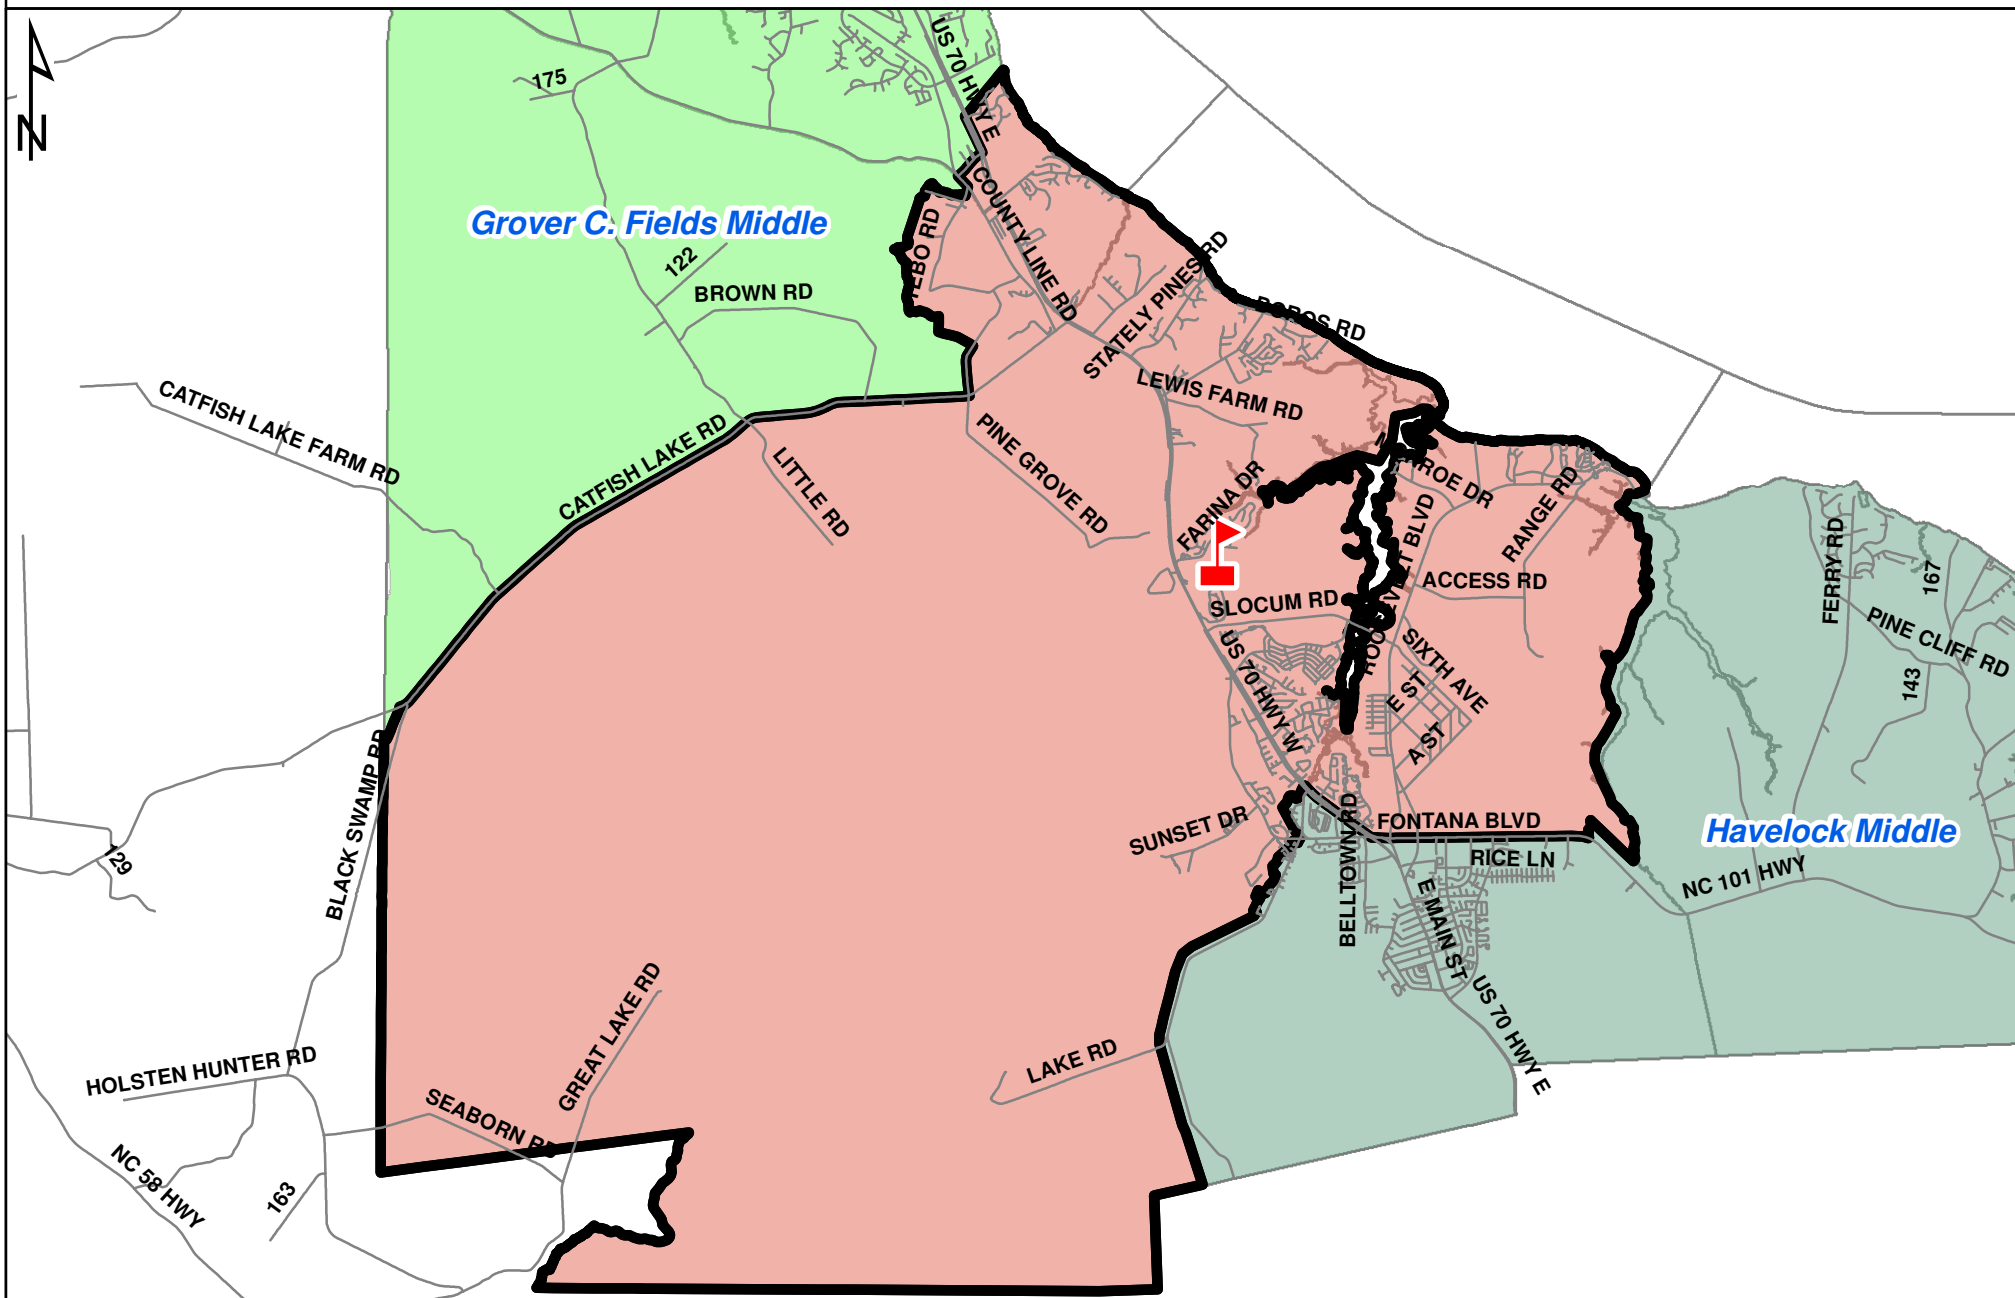 US 70 HWY E
175
N
COUNTY LINE RD
Grover C. Fields Middle
122
BROWN RD
STATELY PINES RD
CATFISH LAKE FARM RD
LEWIS FARM RD
CATFISH LAKE RD
LITTLE RD
PINE GROVE RD
FARINA DR
RANGE RD
FERRY RD
167
ACCESS RD
SLOCUM RD
PINE CLIFF RD
US 70 HWY W
SIXTH AVE
E ST
A ST
143
BLACK SWAMP RD
SUNSET DR
BELLTOWN RD
FONTANA BLVD
RICE LN
Havelock Middle
NC 101 HWY
129
E MAIN ST
US 70 HWY E
GREAT LAKE RD
LAKE RD
HOLSTEN HUNTER RD
SEABORN RD
NC 58 HWY
163